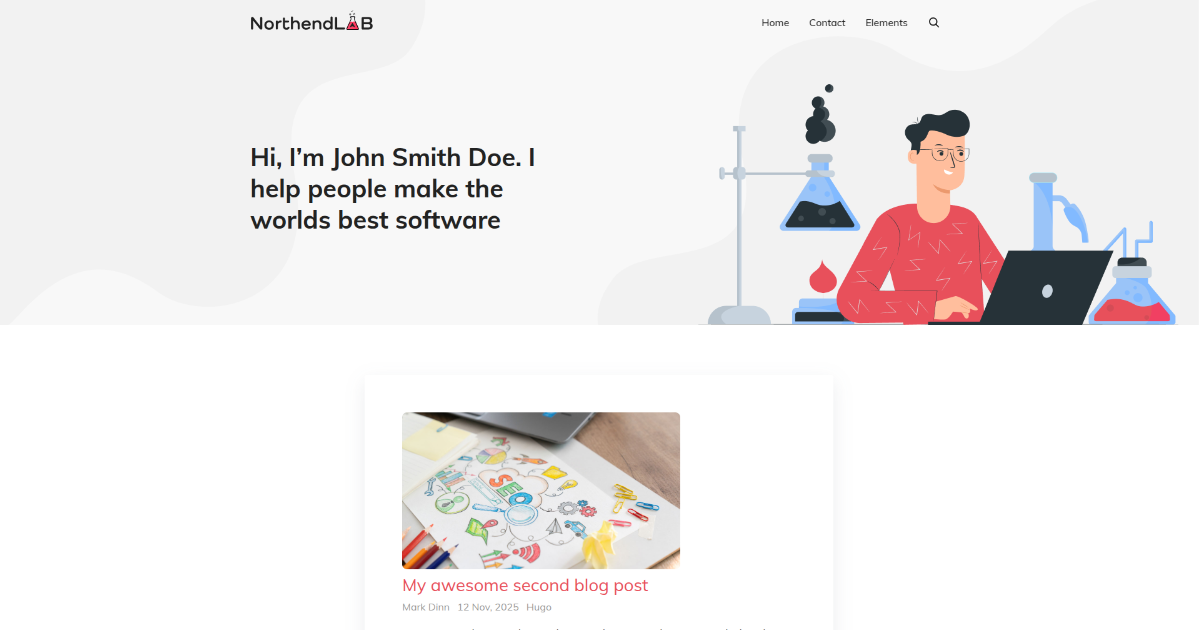 NorthendLAB
Home Contact Elements
Hi, I’m John Smith Doe. I
help people make the
worlds best software
SEO
My awesome second blog post
Mark Dinn 12 Nov, 2025 Hugo